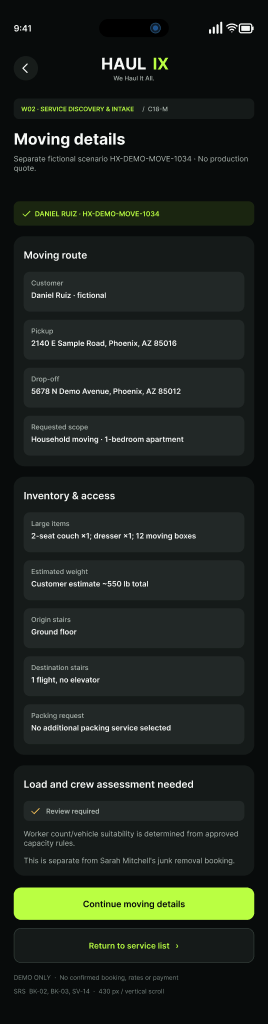 9:41
HAUL IX
We Haul It All.
W02 · SERVICE DISCOVERY & INTAKE / C18-M
Moving details
Separate fictional scenario HX-DEMO-MOVE-1034 · No production
quote.
DANIEL RUIZ · HX-DEMO-MOVE-1034
Moving route
Customer
Daniel Ruiz · fictional
Pickup
2140 E Sample Road, Phoenix, AZ 85016
Drop-off
5678 N Demo Avenue, Phoenix, AZ 85012
Requested scope
Household moving · 1-bedroom apartment
Inventory & access
Large items
2-seat couch ×1; dresser ×1; 12 moving boxes
Estimated weight
Customer estimate ~550 lb total
Origin stairs
Ground floor
Destination stairs
1 flight, no elevator
Packing request
No additional packing service selected
Load and crew assessment needed
Review required
Worker count/vehicle suitability is determined from approved
capacity rules.
This is separate from Sarah Mitchell's junk removal booking.
Continue moving details
Return to service list ›
DEMO ONLY · No confirmed booking, rates or payment
SRS BK-02, BK-03, SV-14 · 430 px / vertical scroll